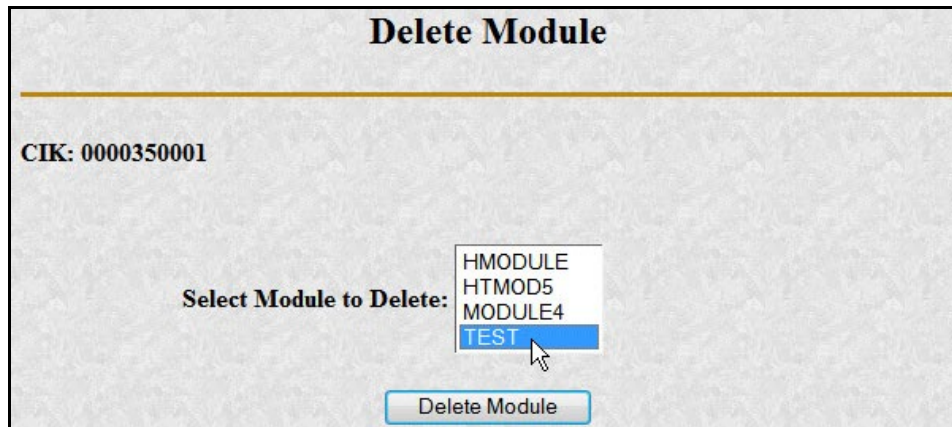 Delete Module
CIK: 0000350001
Select Module to Delete:
HMODULE
HTMOD5
MODULE4
TEST
Delete Module